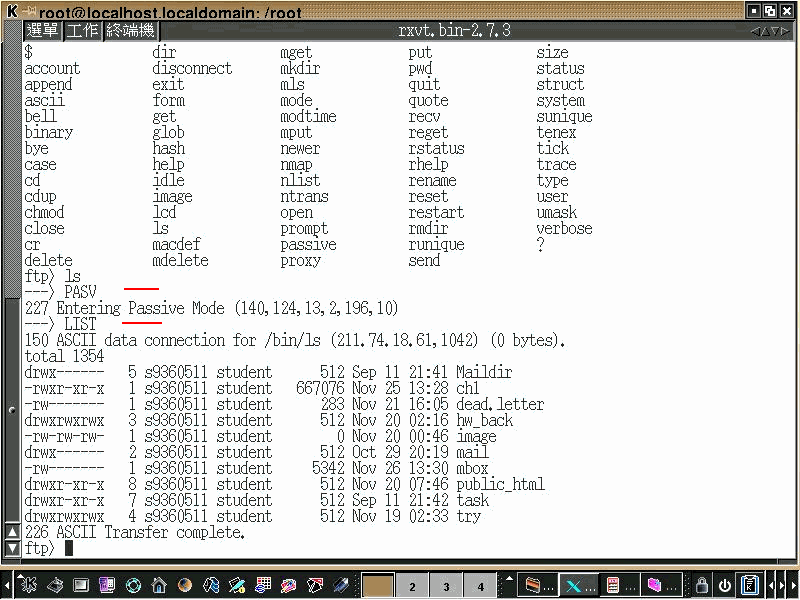 root@localhost.localdomain: /root
選單 工作 終端機 rxvt.bin-2.7.3
$ dir mget put size
account disconnect mkdir pwd status
append exit mls quit struct
ascii form mode quote system
bell get modtime recv sunique
binary glob mput reget tenex
bye hash newer rstatus tick
case help nmap rhelp trace
cd idle nlist rename type
cdup image ntrans reset user
chmod lcd open restart umask
close ls prompt rmdir verbose
cr macdef passive runique ?
delete mdelete proxy send
ftp> ls
---> PASV
227 Entering Passive Mode (140,124,13,2,196,10)
---> LIST
150 ASCII data connection for /bin/ls (211.74.18.61,1042) (0 bytes).
total 1354
drwx------ 5 s9360511 student 512 Sep 11 21:41 Maildir
-rwxr-xr-x 1 s9360511 student 667076 Nov 25 13:28 ch1
-rw------- 1 s9360511 student 283 Nov 21 16:05 dead.letter
drwxrwxrwx 3 s9360511 student 512 Nov 20 02:16 hw_back
-rw-rw-rw- 1 s9360511 student 0 Nov 20 00:46 image
drwx------ 2 s9360511 student 512 Oct 29 20:19 mail
-rw------- 1 s9360511 student 5342 Nov 26 13:30 mbox
drwxr-xr-x 8 s9360511 student 512 Nov 20 07:46 public_html
drwxr-xr-x 7 s9360511 student 512 Sep 11 21:42 task
drwxrwxrwx 4 s9360511 student 512 Nov 19 02:33 try
226 ASCII Transfer complete.
ftp>
2 3 4 ... ... ... ...